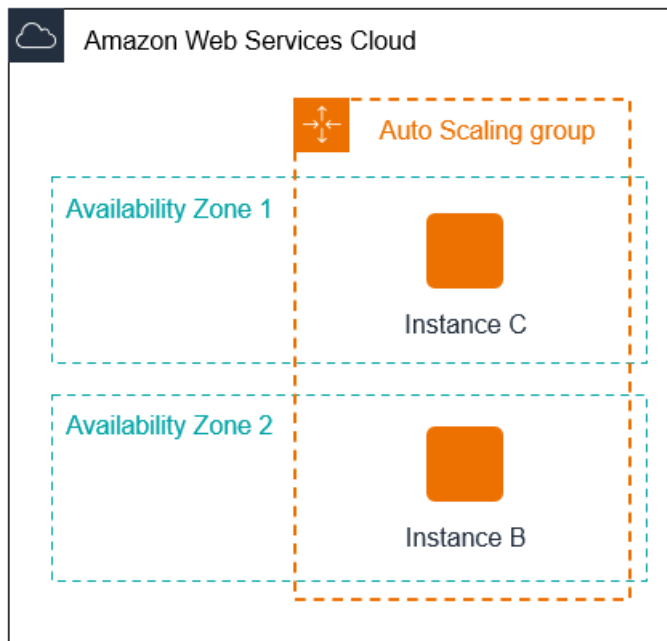 Amazon Web Services Cloud
Auto Scaling group
Availability Zone 1
Instance C
Availability Zone 2
Instance B